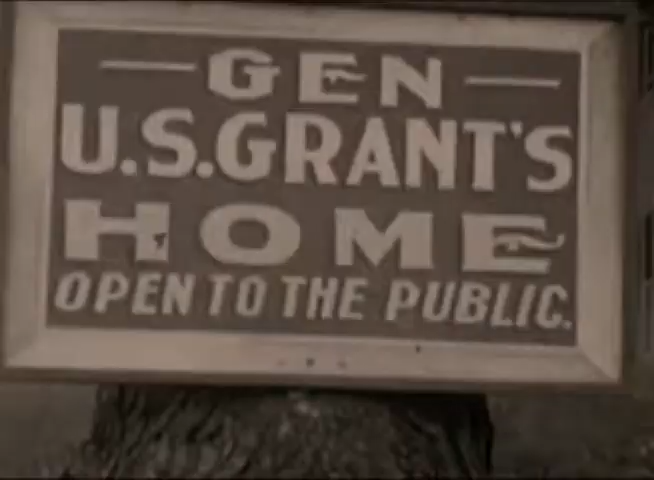 GEN
U.S.GRANT'S
HOME
OPEN TO THE PUBLIC.